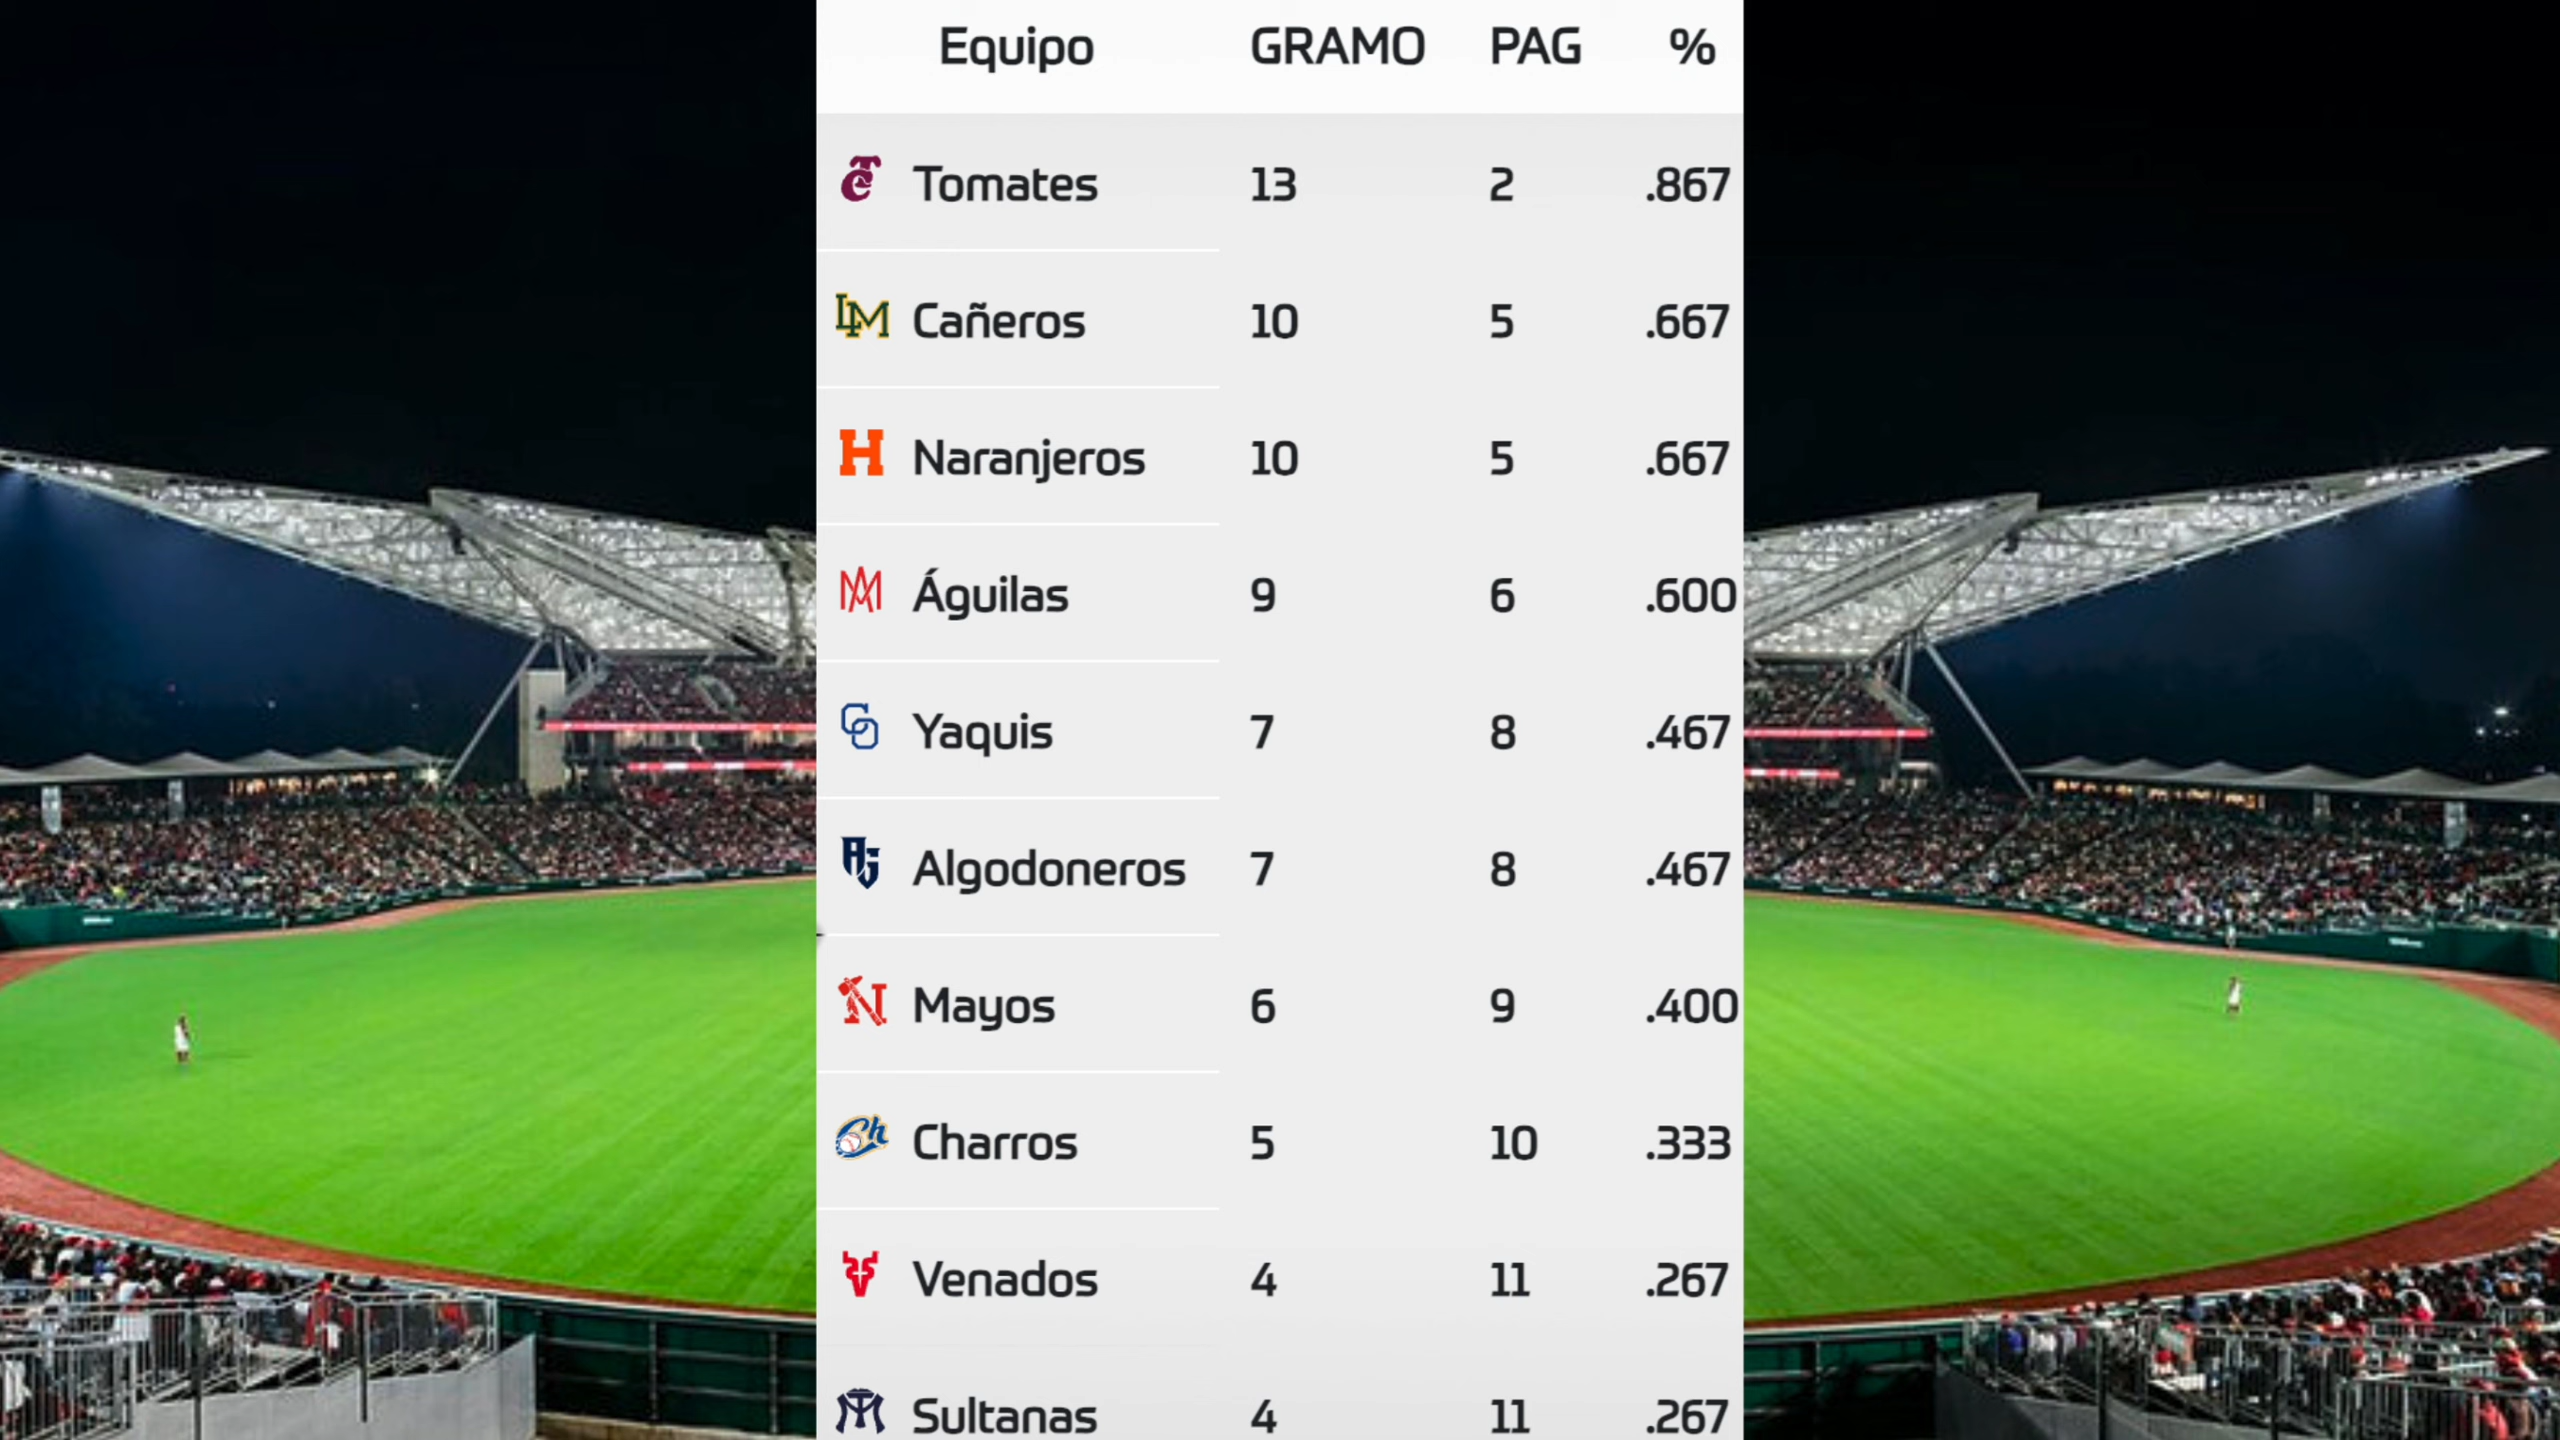 Equipo GRAMO PAG %
Tomates 13 2 .867
Cañeros 10 5 .667
Naranjeros 10 5 .667
Águilas 9 6 .600
Yaquis 7 8 .467
Algodoneros 7 8 .467
Mayos 6 9 .400
Charros 5 10 .333
Venados 4 11 .267
Sultanas 4 11 .267